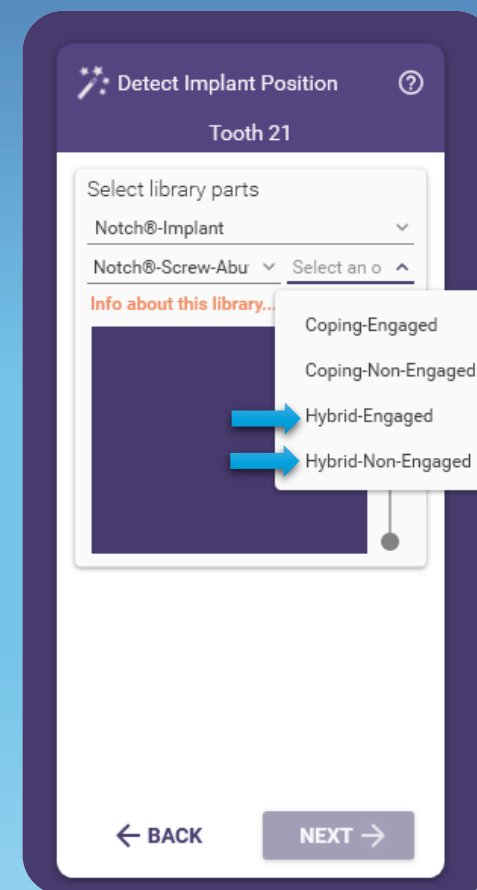 Detect Implant Position
Tooth 21
Select library parts
Notch®-Implant
Notch®-Screw-Abu Select an o
Info about this library...
Coping-Engaged
Coping-Non-Engaged
Hybrid-Engaged
Hybrid-Non-Engaged
BACK NEXT